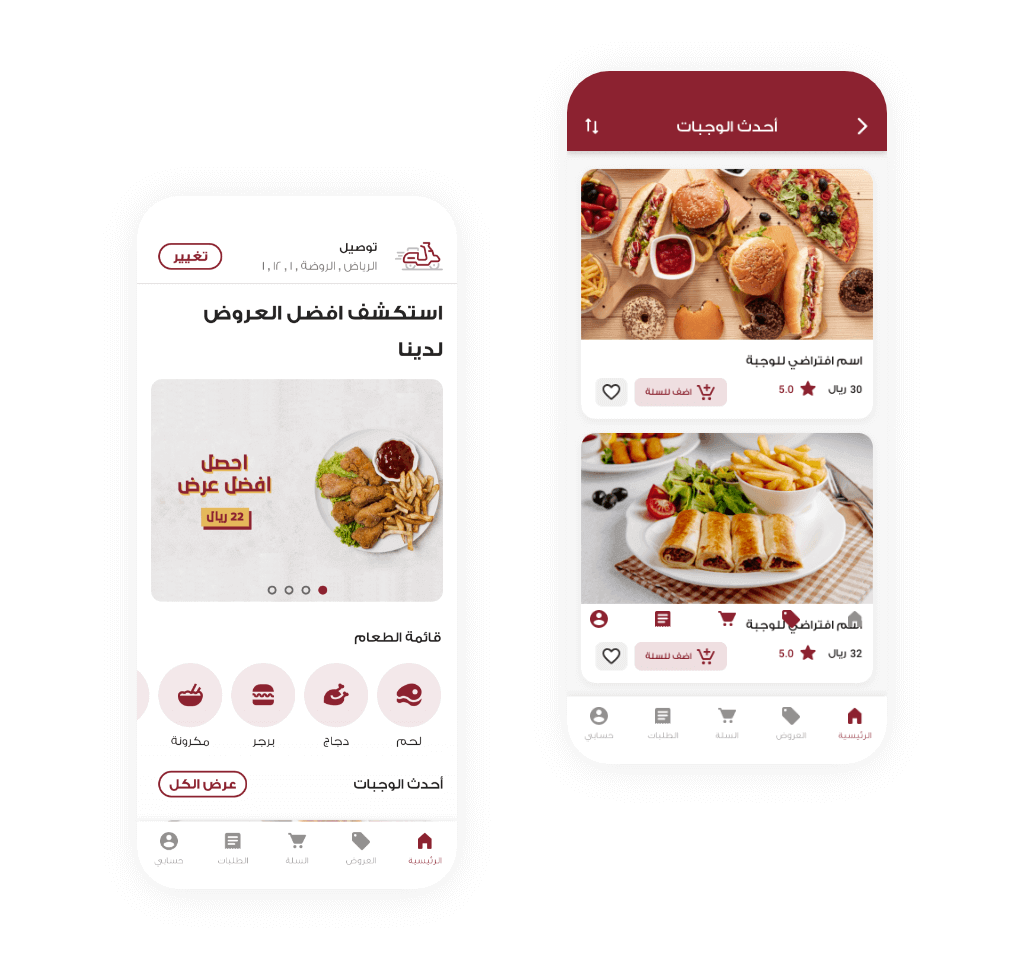 توصيل
الرياض , الروضة , ١ , ١٢ , ١
تغيير
استكشف افضل العروض
لدينا
احصل
افضل عرض
22 ريال
قائمة الطعام
لحم
دجاج
برجر
مكرونة
أحدث الوجبات
عرض الكل
الرئيسية
العروض
السلة
الطلبات
حسابي
أحدث الوجبات
اسم افتراضي للوجبة
30 ريال
5.0
اضف للسلة
اسم افتراضي للوجبة
32 ريال
5.0
اضف للسلة
الرئيسية
العروض
السلة
الطلبات
حسابي